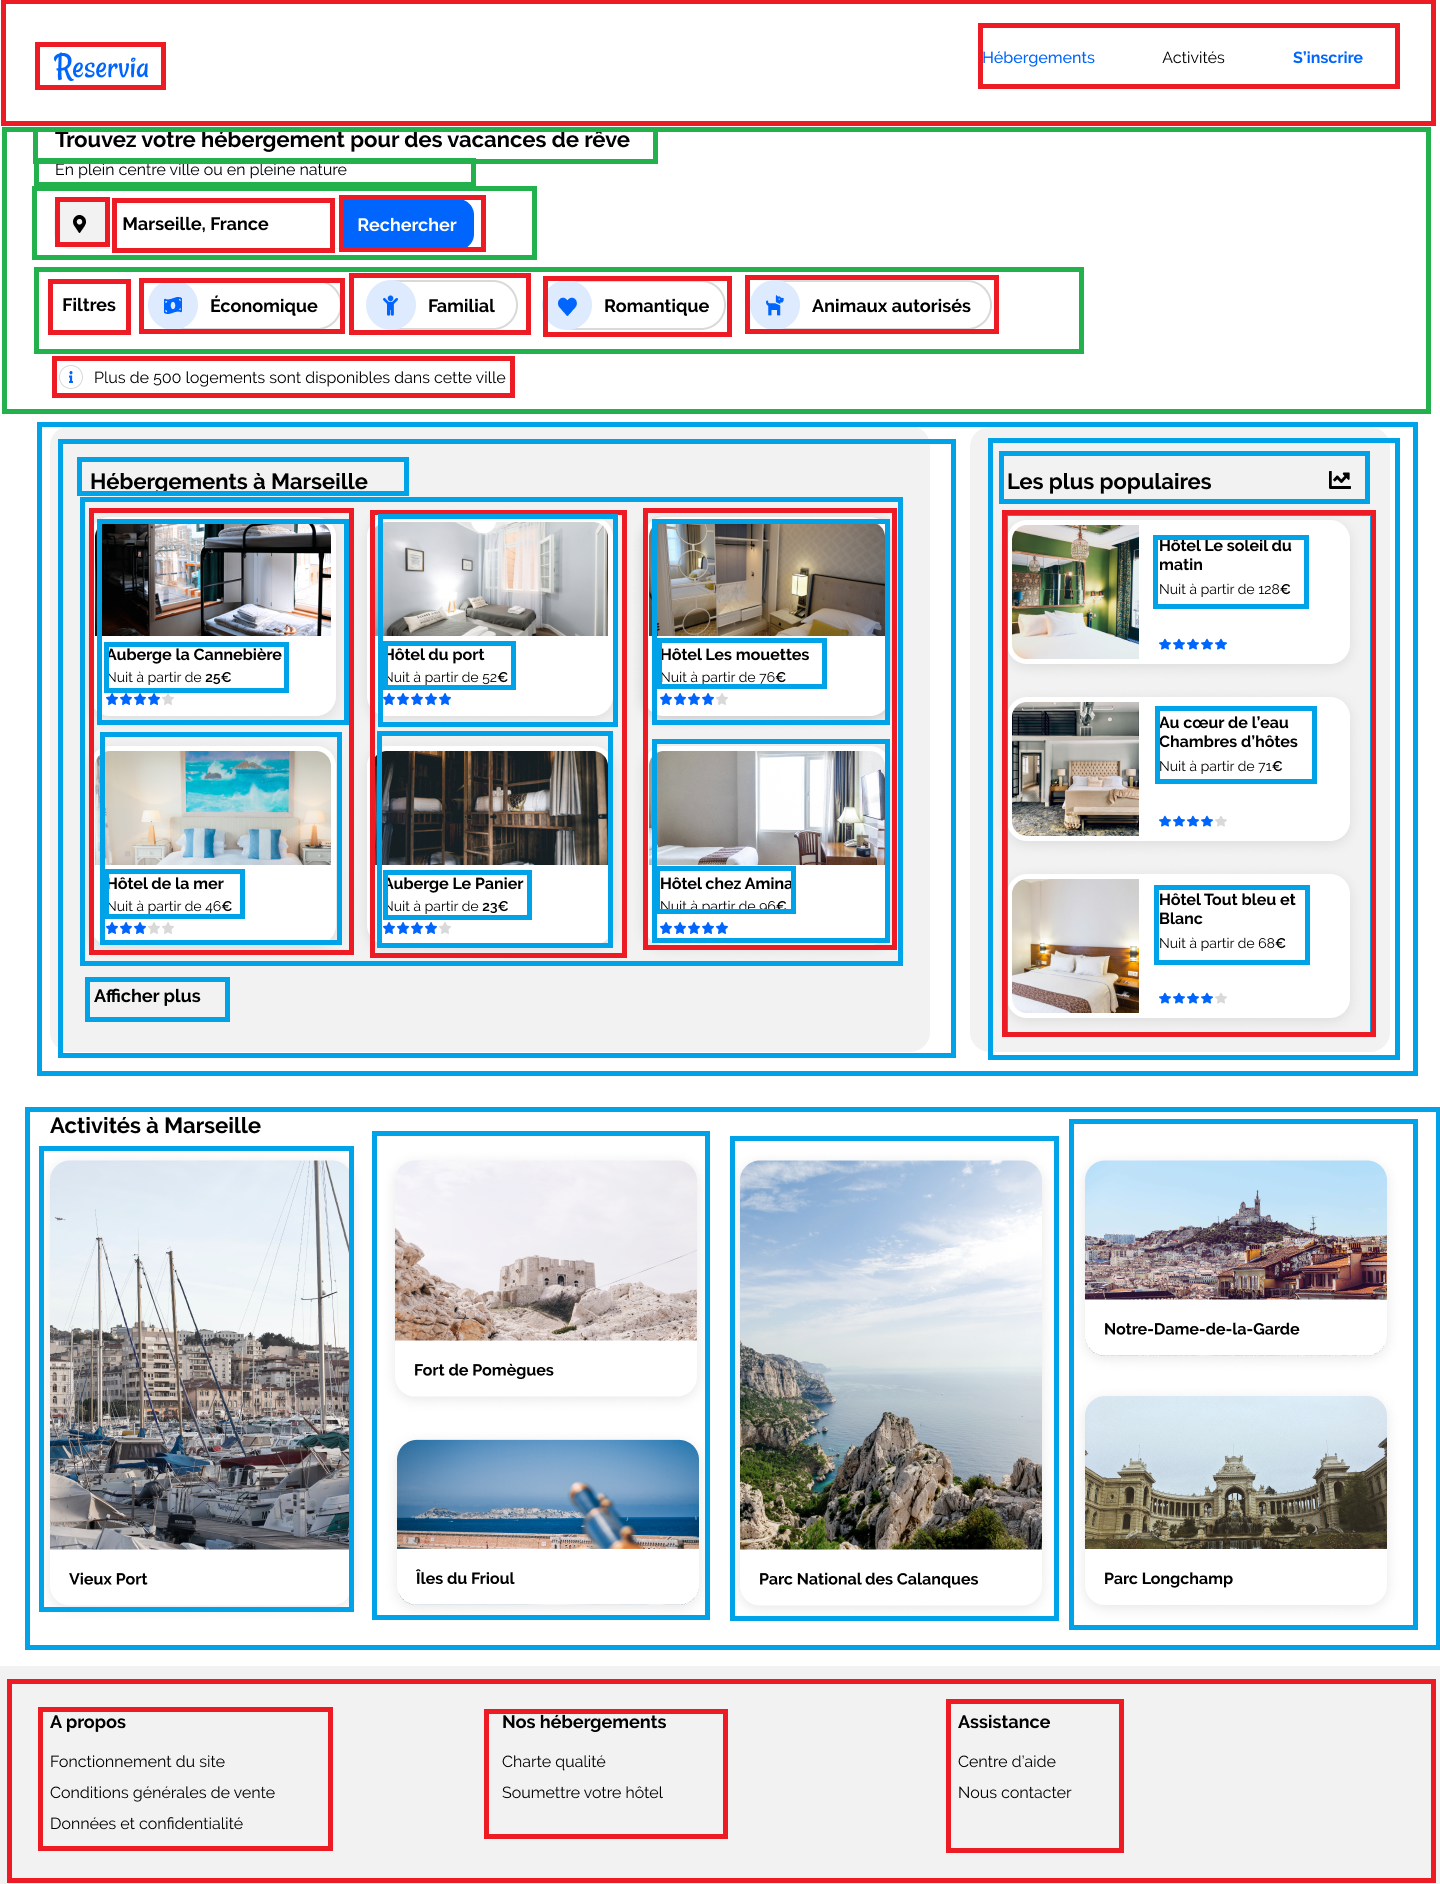 Reservia
Hébergements
Activités
S'inscrire
Trouvez votre hébergement pour des vacances de rêve
En plein centre ville ou en pleine nature
Marseille, France
Rechercher
Filtres
Économique
Familial
Romantique
Animaux autorisés
Plus de 500 logements sont disponibles dans cette ville
Hébergements à Marseille
Auberge la Cannebière
Nuit à partir de 25€
Hôtel du port
Nuit à partir de 52€
Hôtel Les mouettes
Nuit à partir de 76€
Hôtel de la mer
Nuit à partir de 46€
Auberge Le Panier
Nuit à partir de 23€
Hôtel chez Amina
Nuit à partir de 96€
Afficher plus
Les plus populaires
Hôtel Le soleil du
matin
Nuit à partir de 128€
Au cœur de l'eau
Chambres d'hôtes
Nuit à partir de 71€
Hôtel Tout bleu et
Blanc
Nuit à partir de 68€
Activités à Marseille
Vieux Port
Fort de Pomègues
Îles du Frioul
Parc National des Calanques
Notre-Dame-de-la-Garde
Parc Longchamp
A propos
Fonctionnement du site
Conditions générales de vente
Données et confidentialité
Nos hébergements
Charte qualité
Soumettre votre hôtel
Assistance
Centre d'aide
Nous contacter